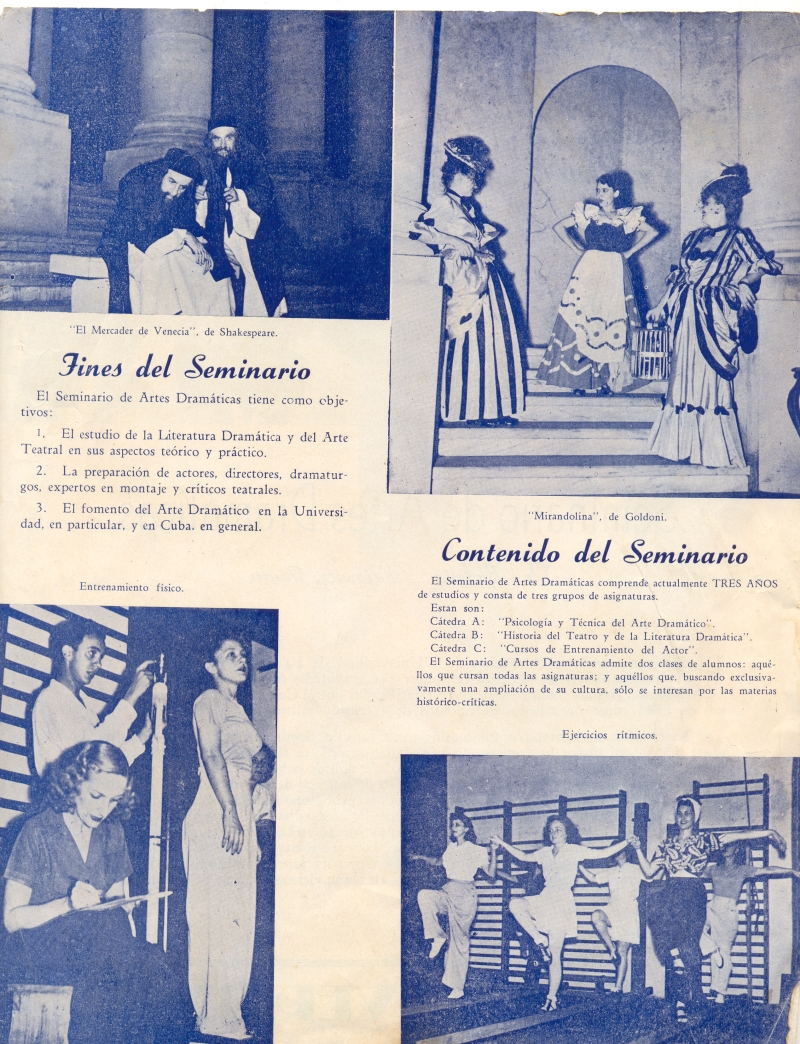 "El Mercader de Venecia", de Shakespeare.
Fines del Seminario
El Seminario de Artes Dramáticas tiene como obje-
tivos:
1. El estudio de la Literatura Dramática y del Arte
Teatral en sus aspectos teórico y práctico.
2. La preparación de actores, directores, dramatur-
gos, expertos en montaje y críticos teatrales.
3. El fomento del Arte Dramático en la Universi-
dad, en particular, y en Cuba, en general.
Entrenamiento físico.
"Mirandolina", de Goldoni.
Contenido del Seminario
El Seminario de Artes Dramáticas comprende actualmente TRES AÑOS
de estudios y consta de tres grupos de asignaturas.
Estan son:
Cátedra A: "Psicología y Técnica del Arte Dramático".
Cátedra B: "Historia del Teatro y de la Literatura Dramática".
Cátedra C: "Cursos de Entrenamiento del Actor".
El Seminario de Artes Dramáticas admite dos clases de alumnos: aqué-
llos que cursan todas las asignaturas; y aquéllos que, buscando exclusiva-
vamente una ampliación de su cultura, sólo se interesan por las materias
histórico-críticas.
Ejercicios rítmicos.